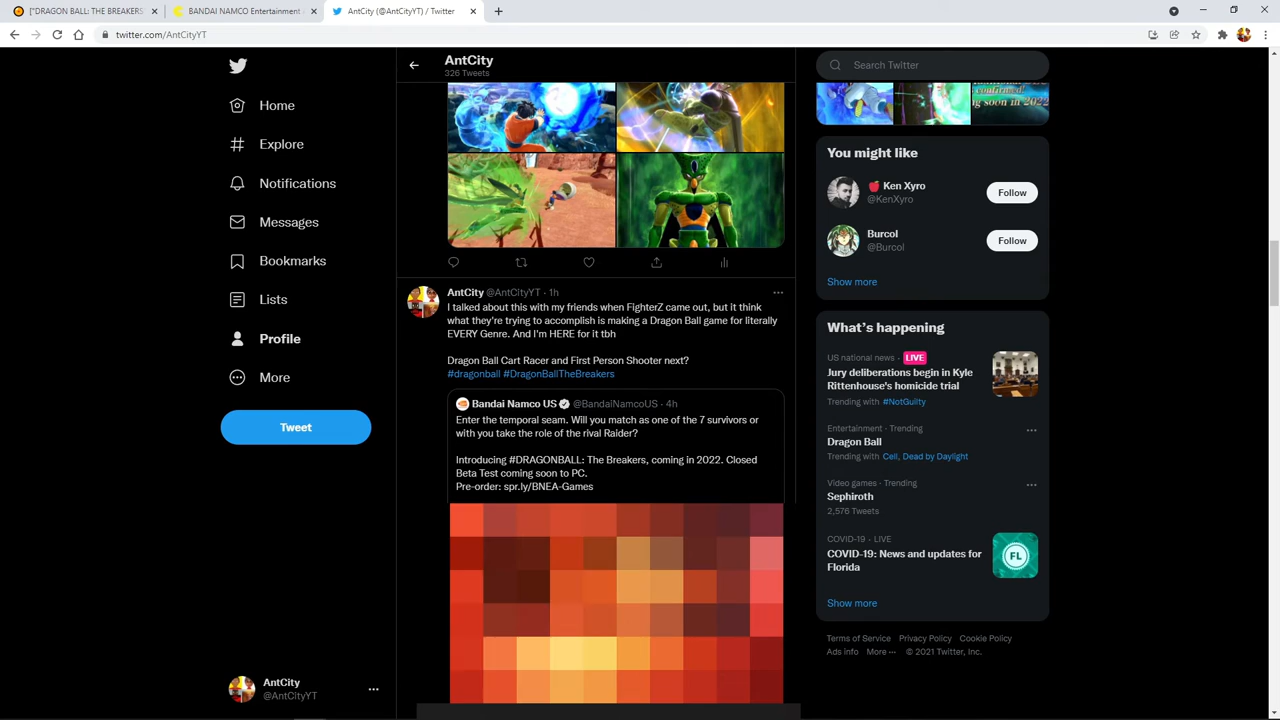 ["DRAGON BALL: THE BREAKERS
BANDAI NAMCO Entertainment
AntCity (@AntCityYT) / Twitter
twitter.com/AntCityYT
Home
Explore
Notifications
Messages
Bookmarks
Lists
Profile
More
Tweet
AntCity
@AntCityYT
AntCity
326 Tweets
AntCity @AntCityYT · 1h
I talked about this with my friends when FighterZ came out, but it think
what they're trying to accomplish is making a Dragon Ball game for literally
EVERY Genre. And I'm HERE for it tbh
Dragon Ball Cart Racer and First Person Shooter next?
#dragonball #DragonBallTheBreakers
Bandai Namco US @BandaiNamcoUS · 4h
Enter the temporal seam. Will you match as one of the 7 survivors or
with you take the role of the rival Raider?
Introducing #DRAGONBALL: The Breakers, coming in 2022. Closed
Beta Test coming soon to PC.
Pre-order: spr.ly/BNEA-Games
Search Twitter
confirmed!
ng soon in 2022
You might like
Ken Xyro
@KenXyro
Follow
Burcol
@Burcol
Follow
Show more
What's happening
US national news · LIVE
Jury deliberations begin in Kyle
Rittenhouse's homicide trial
Trending with #NotGuilty
Entertainment · Trending
Dragon Ball
Trending with Cell, Dead by Daylight
Video games · Trending
Sephiroth
2,576 Tweets
COVID-19 · LIVE
COVID-19: News and updates for
Florida
FL
Show more
Terms of Service Privacy Policy Cookie Policy
Ads info More ··· © 2021 Twitter, Inc.